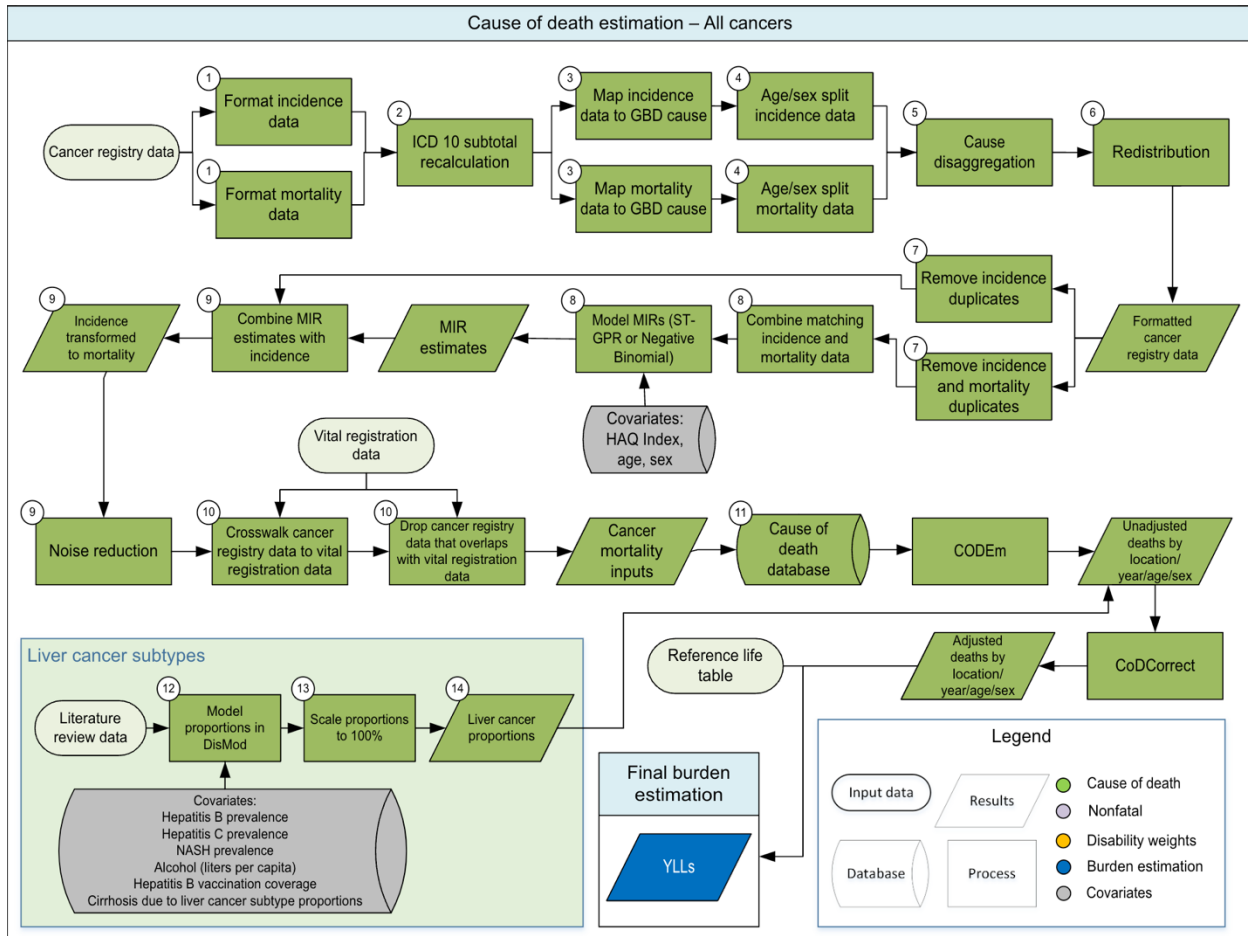 Cause of death estimation – All cancers
1
Format incidence
data
Cancer registry data
1
Format mortality
data
2
ICD 10 subtotal
recalculation
3
Map incidence
data to GBD cause
3
Map mortality
data to GBD cause
4
Age/sex split
incidence data
4
Age/sex split
mortality data
5
Cause
disaggregation
6
Redistribution
9
Incidence
transformed
to mortality
9
Combine MIR
estimates with
incidence
MIR
estimates
8
Model MIRs (ST-
GPR or Negative
Binomial)
8
Combine matching
incidence and
mortality data
7
Remove incidence
duplicates
7
Remove incidence
and mortality
duplicates
Formatted
cancer
registry data
Covariates:
HAQ Index,
age, sex
Vital registration
data
9
Noise reduction
10
Crosswalk cancer
registry data to vital
registration data
10
Drop cancer registry
data that overlaps
with vital registration
data
Cancer
mortality
inputs
11
Cause of
death
database
CODEm
Unadjusted
deaths by
location/
year/age/sex
Liver cancer subtypes
Literature
review data
12
Model
proportions in
DisMod
13
Scale proportions
to 100%
14
Liver cancer
proportions
Covariates:
Hepatitis B prevalence
Hepatitis C prevalence
NASH prevalence
Alcohol (liters per capita)
Hepatitis B vaccination coverage
Cirrhosis due to liver cancer subtype proportions
Reference life
table
Adjusted
deaths by
location/
year/age/sex
CoDCorrect
Final burden
estimation
YLLs
Legend
Input data
Results
Database
Process
Cause of death
Nonfatal
Disability weights
Burden estimation
Covariates